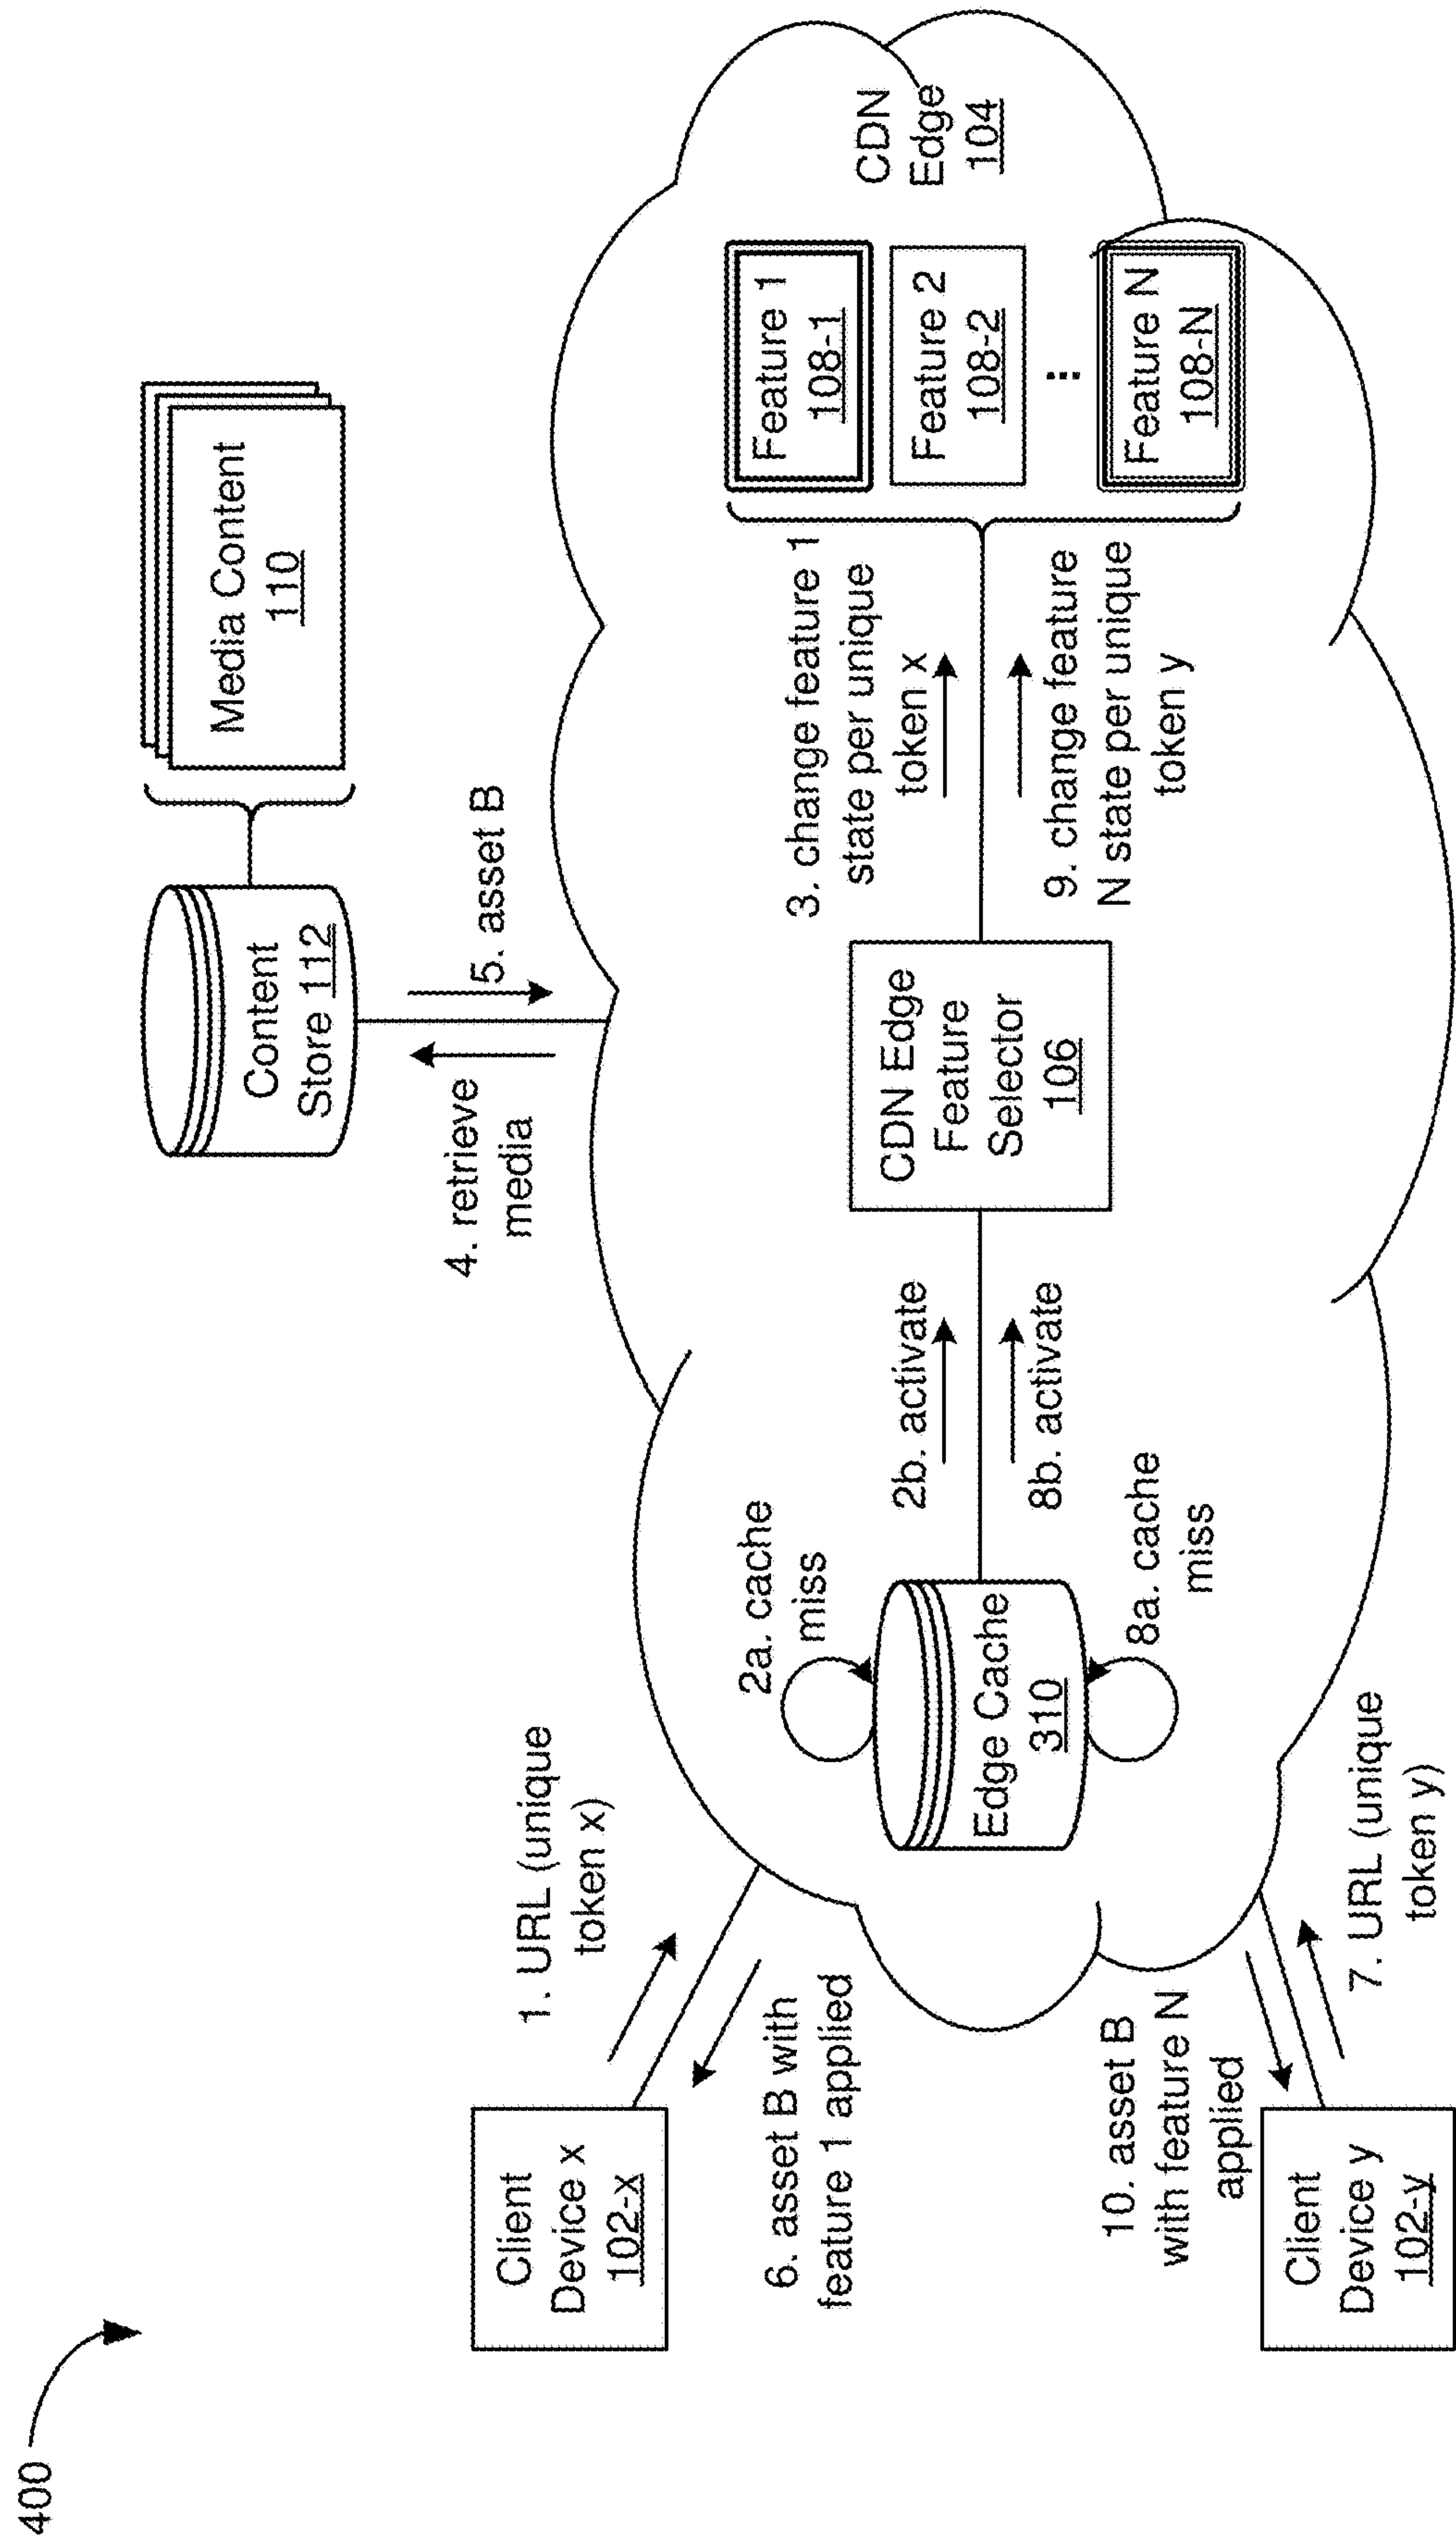 400
Client
Device x
102-x
1. URL (unique
token x)
6. asset B with
feature 1 applied
Client
Device y
102-y
7. URL (unique
token y)
10. asset B
with feature N
applied
2a. cache
miss
Edge Cache
310
8a. cache
miss
2b. activate
8b. activate
CDN Edge
Feature
Selector
106
4. retrieve
media
5. asset B
Content
Store 112
Media Content
110
3. change feature 1
state per unique
token x
9. change feature
N state per unique
token y
Feature 1
108-1
Feature 2
108-2
...
Feature N
108-N
CDN
Edge
104